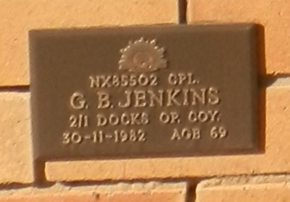 NX85502 CPL.
G. B. JENKINS
2/1 DOCKS OP. COY.
30-11-1982 AGE 69